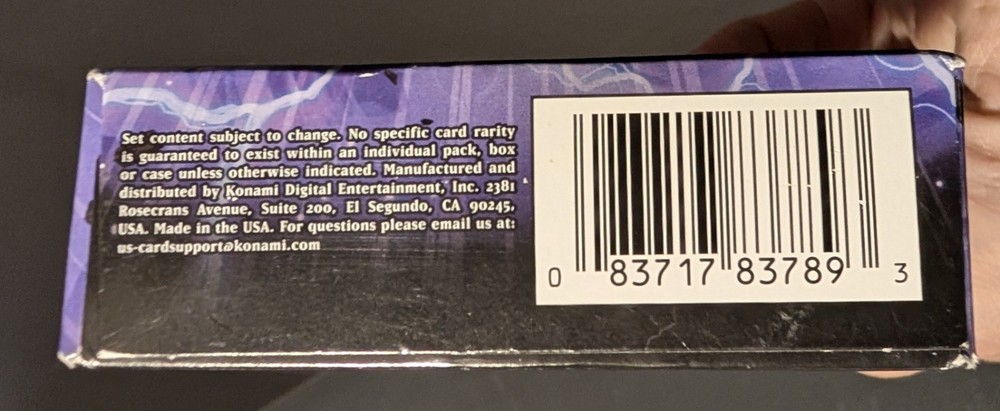 Set content subject to change. No specific card rarity
is guaranteed to exist within an individual pack, box
or case unless otherwise indicated. Manufactured and
distributed by Konami Digital Entertainment, Inc. 2381
Rosecrans Avenue, Suite 200, El Segundo, CA 90245,
USA. Made in the USA. For questions please email us at:
us-cardsupport@konami.com
0 83717 83789 3